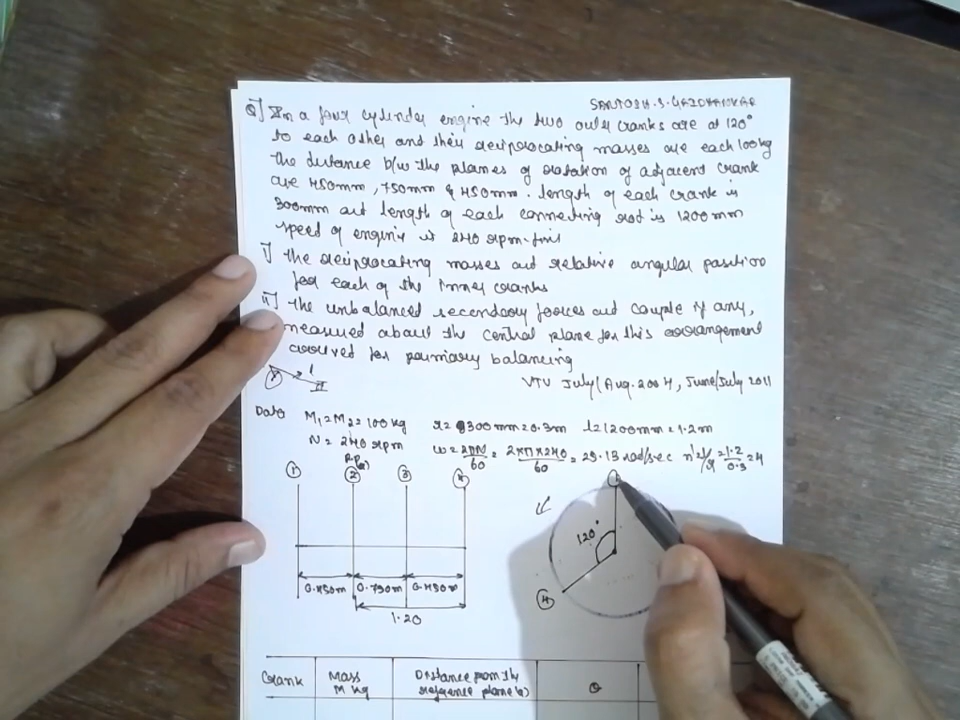 SANTOSH.S.GAJDHANKAR
Q] In a four cylinder engine the two outer cranks are at 120°
to each other and their reciprocating masses are each 100kg
the distance b/w the planes of rotation of adjacent crank
are 450mm, 750mm & 450mm. length of each crank is
300mm and length of each connecting rod is 1200mm
speed of engine is 240 rpm. find
i] the reciprocating masses and relative angular position
for each of the inner cranks
ii] the unbalanced secondary forces and couple if any,
measured about the central plane for this arrangement
for primary balancing
VTU July/Aug. 2004, June/July 2011
Data M1=M2=100kg r= 300mm=0.3m l=1200mm=1.2m
N= 240 rpm ω=2πN/60= 2×π×240/60=25.13 rad/sec n=l/r=1.2/0.3=4
R.P
1 2 3 4
120°
4
0.450m 0.750m 0.450m
1.20
Crank Mass M kg Distance from the reference plane θ